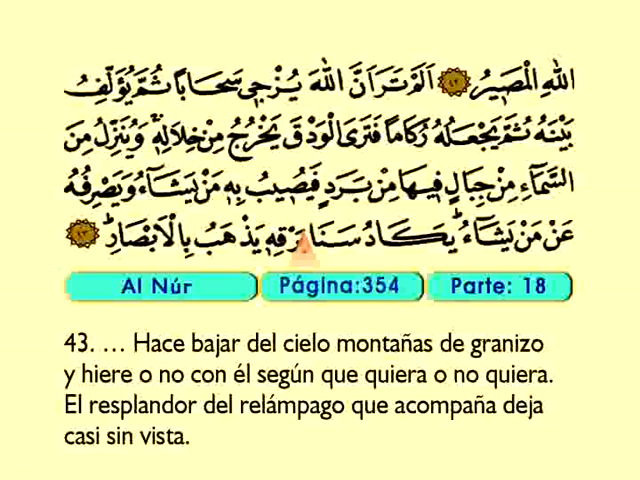 اللَّهِ الْمَصِيرُ ٤٢ أَلَمْ تَرَ أَنَّ اللَّهَ يُزْجِي سَحَابًا ثُمَّ يُؤَلِّفُ
بَيْنَهُ ثُمَّ يَجْعَلُهُ رُكَامًا فَتَرَى الْوَدْقَ يَخْرُجُ مِنْ خِلَالِهِ وَيُنَزِّلُ مِنَ
السَّمَاءِ مِنْ جِبَالٍ فِيهَا مِنْ بَرَدٍ فَيُصِيبُ بِهِ مَنْ يَشَاءُ وَيَصْرِفُهُ
عَنْ مَنْ يَشَاءُ يَكَادُ سَنَا بَرْقِهِ يَذْهَبُ بِالْأَبْصَارِ ٤٣
Al Núr Página:354 Parte: 18
43. … Hace bajar del cielo montañas de granizo
y hiere o no con él según que quiera o no quiera.
El resplandor del relámpago que acompaña deja
casi sin vista.